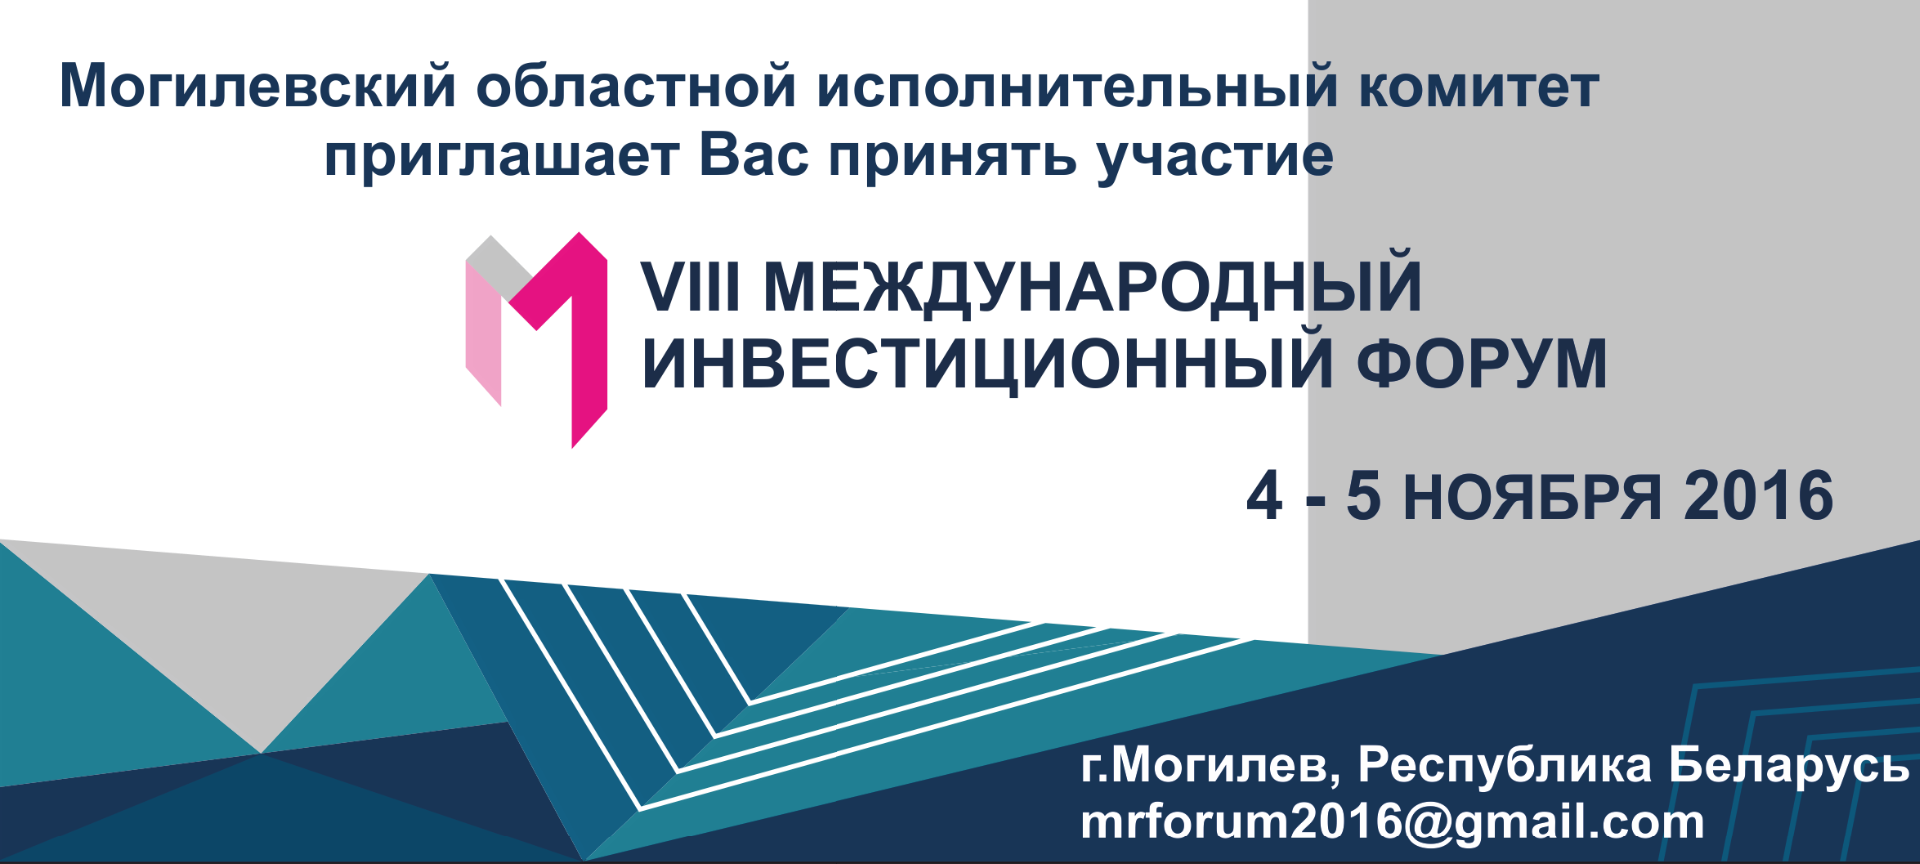 Могилевский областной исполнительный комитет
приглашает Вас принять участие
VIII МЕЖДУНАРОДНЫЙ
ИНВЕСТИЦИОННЫЙ ФОРУМ
4 - 5 НОЯБРЯ 2016
г.Могилев, Республика Беларусь
mrforum2016@gmail.com